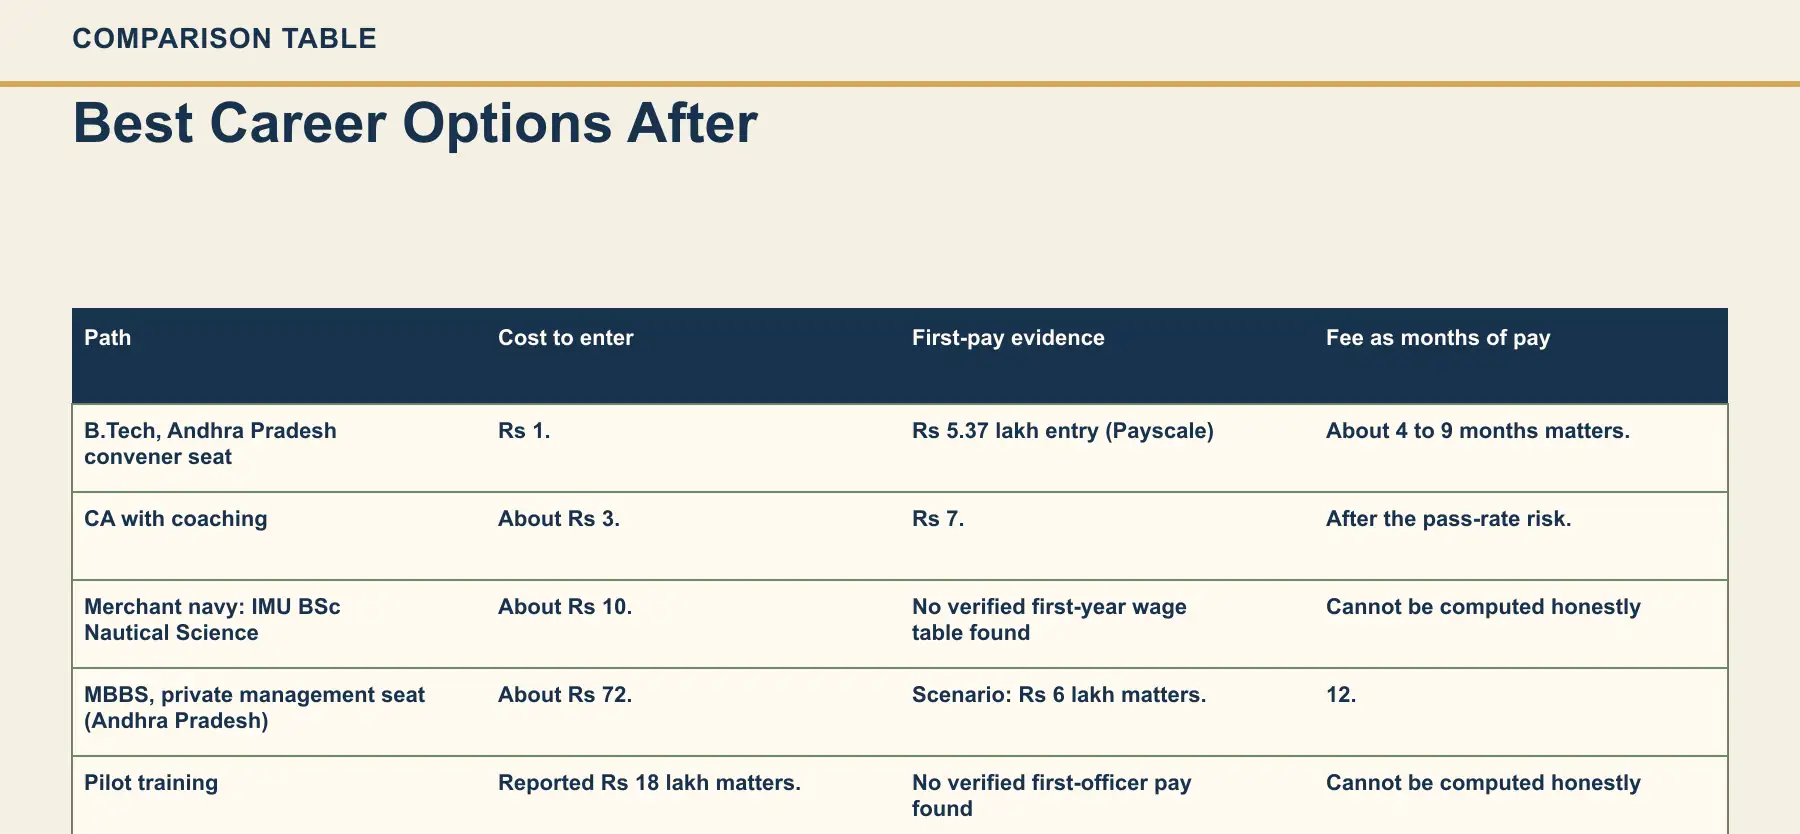 COMPARISON TABLE
Best Career Options After
Path Cost to enter First-pay evidence Fee as months of pay
B.Tech, Andhra Pradesh
convener seat
Rs 1.
Rs 5.37 lakh entry (Payscale)
About 4 to 9 months matters.
CA with coaching
About Rs 3.
Rs 7.
After the pass-rate risk.
Merchant navy: IMU BSc
Nautical Science
About Rs 10.
No verified first-year wage
table found
Cannot be computed honestly
MBBS, private management seat
(Andhra Pradesh)
About Rs 72.
Scenario: Rs 6 lakh matters.
12.
Pilot training
Reported Rs 18 lakh matters.
No verified first-officer pay
found
Cannot be computed honestly